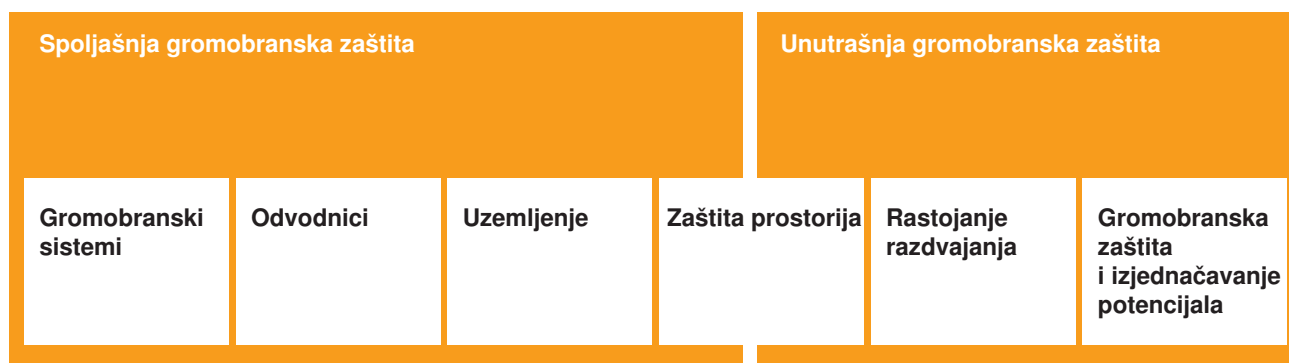 Spoljašnja gromobranska zaštita
Unutrašnja gromobranska zaštita
Gromobranski
sistemi
Odvodnici
Uzemljenje
Zaštita prostorija
Rastojanje
razdvajanja
Gromobranska
zaštita
i izjednačavanje
potencijala